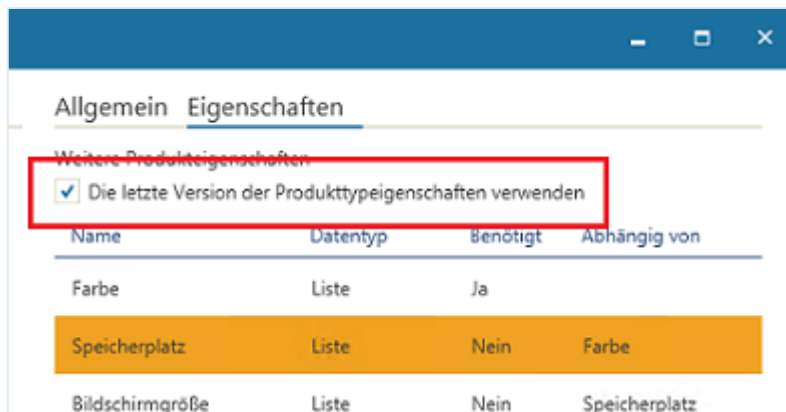 Allgemein Eigenschaften
Weitere Produkteigenschaften
Die letzte Version der Produkttypeigenschaften verwenden
Name Datentyp Benötigt Abhängig von
Farbe Liste Ja
Speicherplatz Liste Nein Farbe
Bildschirmgröße Liste Nein Speicherplatz